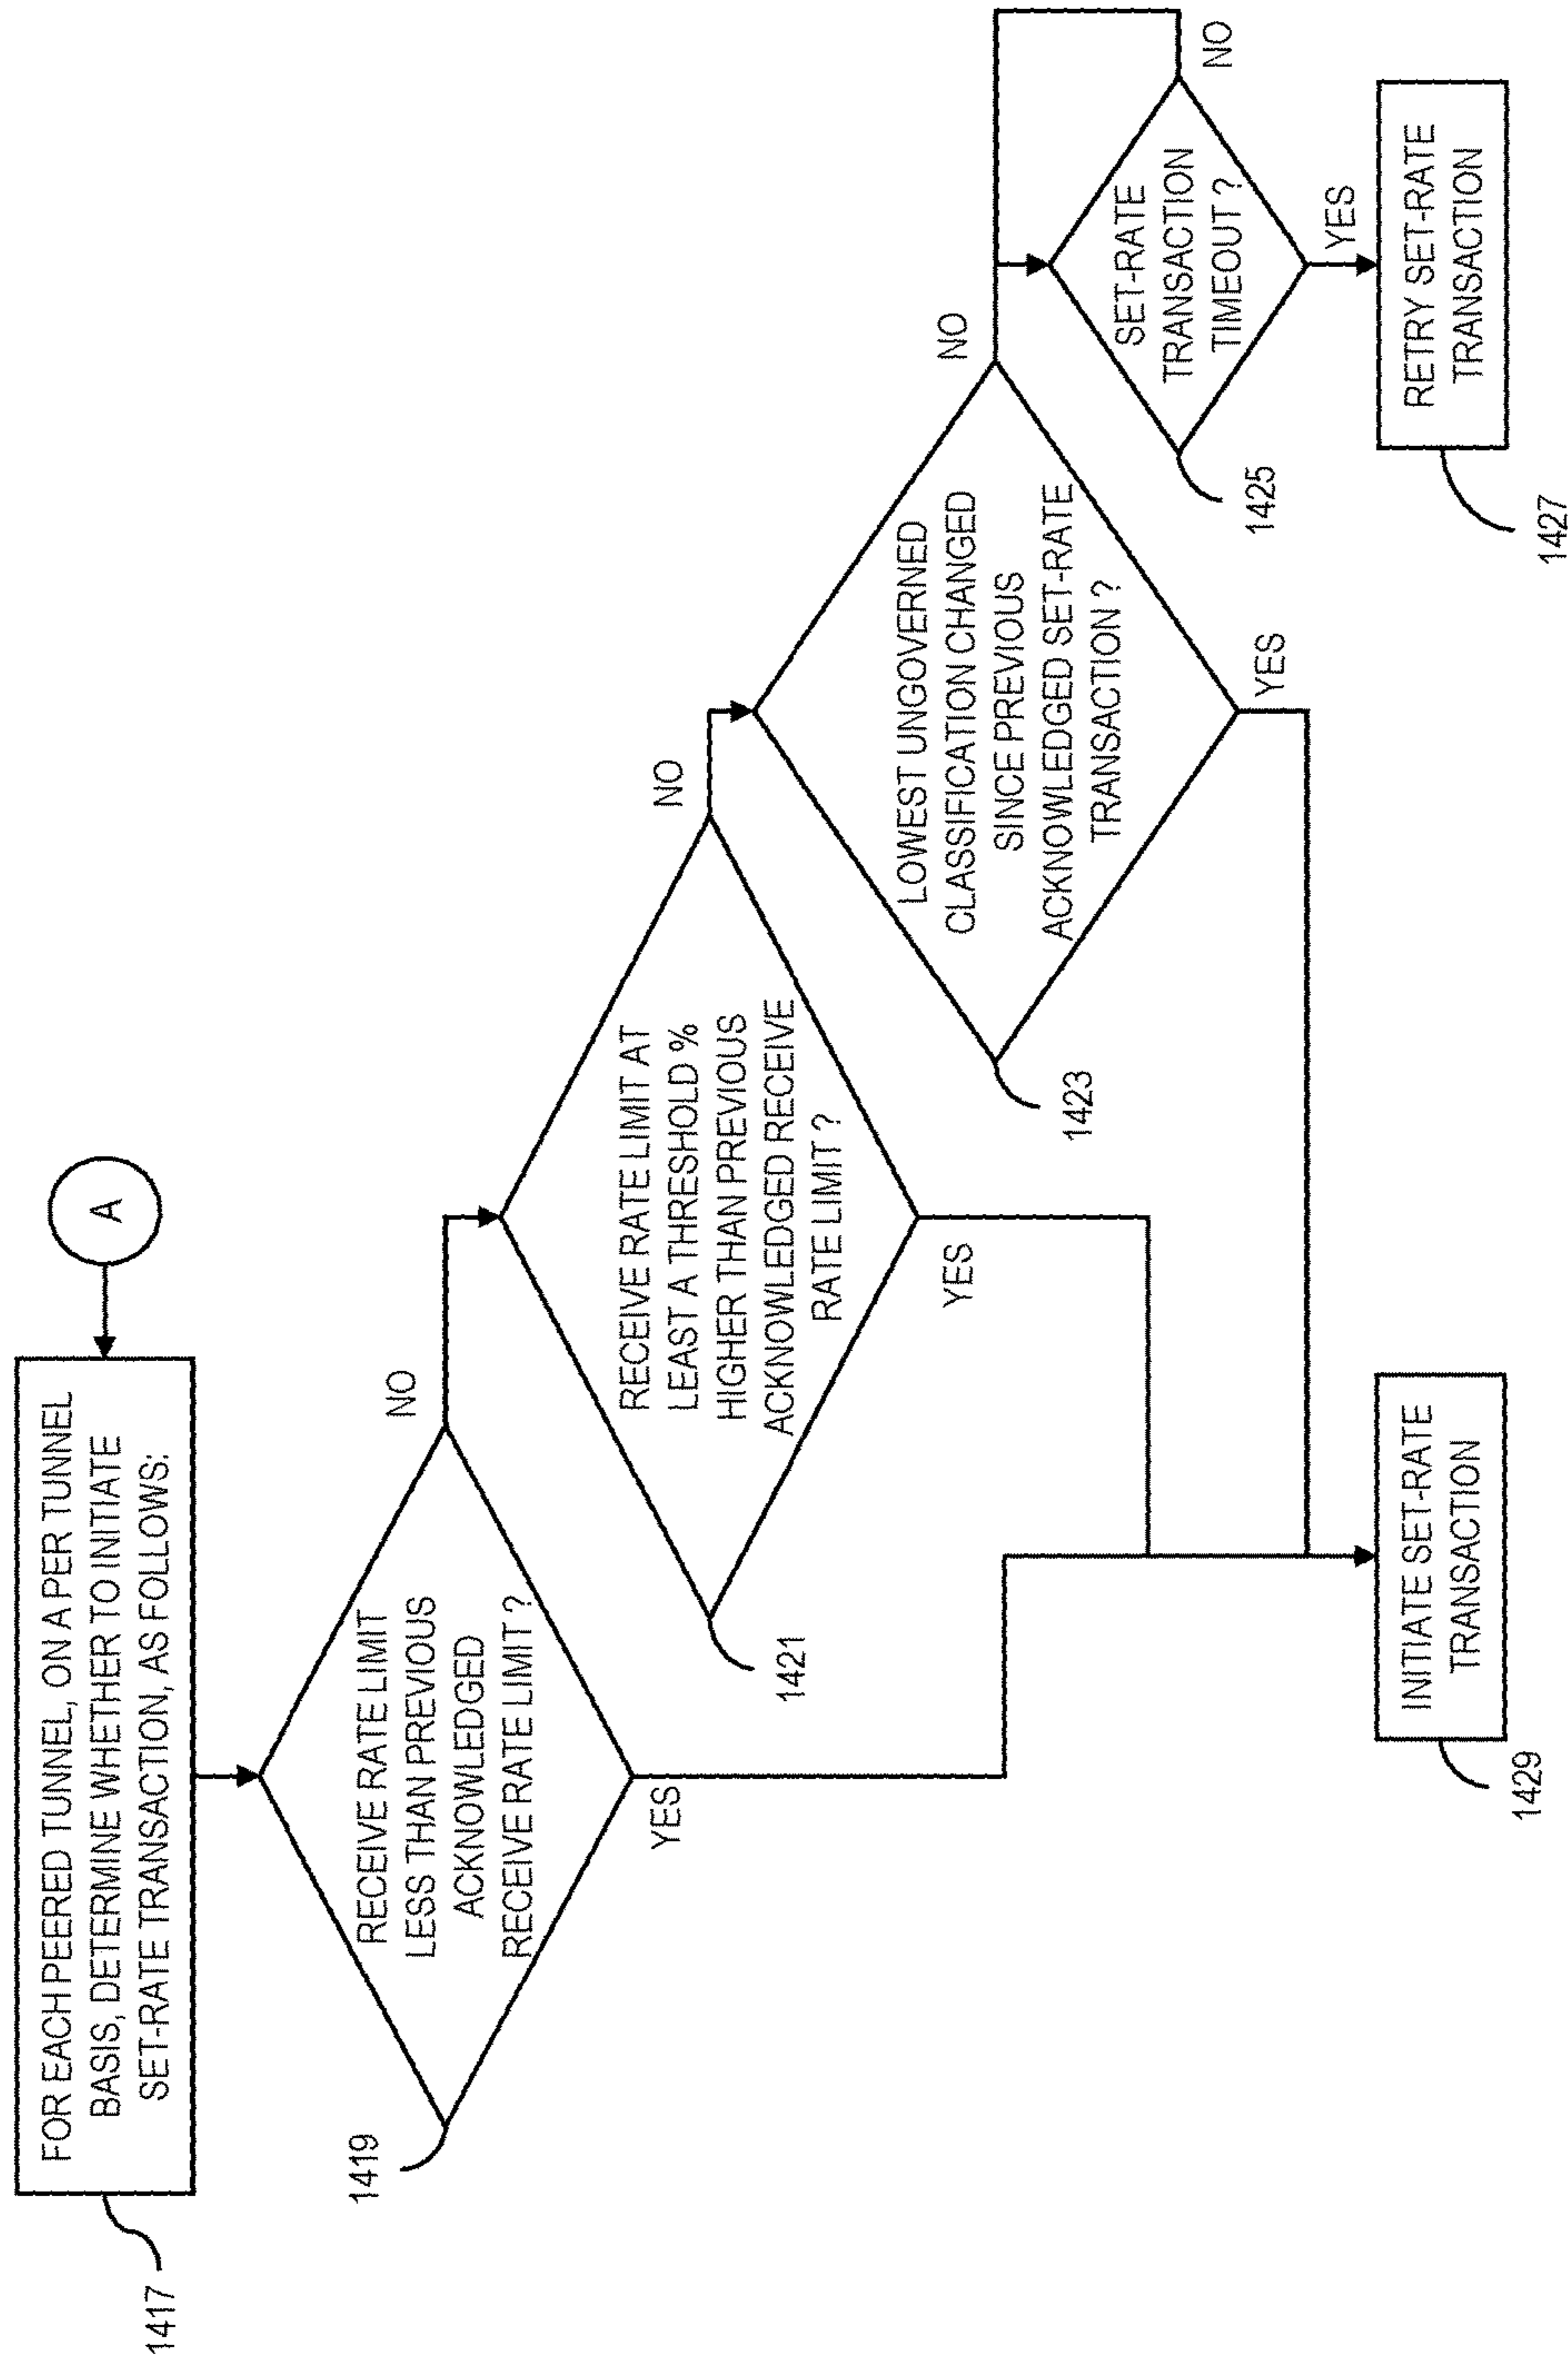 A
FOR EACH PEERED TUNNEL, ON A PER TUNNEL
BASIS, DETERMINE WHETHER TO INITIATE
SET-RATE TRANSACTION, AS FOLLOWS:
1417
RECEIVE RATE LIMIT
LESS THAN PREVIOUS
ACKNOWLEDGED
RECEIVE RATE LIMIT ?
1419
NO
YES
RECEIVE RATE LIMIT AT
LEAST A THRESHOLD %
HIGHER THAN PREVIOUS
ACKNOWLEDGED RECEIVE
RATE LIMIT ?
1421
NO
YES
LOWEST UNGOVERNED
CLASSIFICATION CHANGED
SINCE PREVIOUS
ACKNOWLEDGED SET-RATE
TRANSACTION ?
1423
NO
YES
SET-RATE
TRANSACTION
TIMEOUT ?
1425
NO
YES
INITIATE SET-RATE
TRANSACTION
1429
RETRY SET-RATE
TRANSACTION
1427